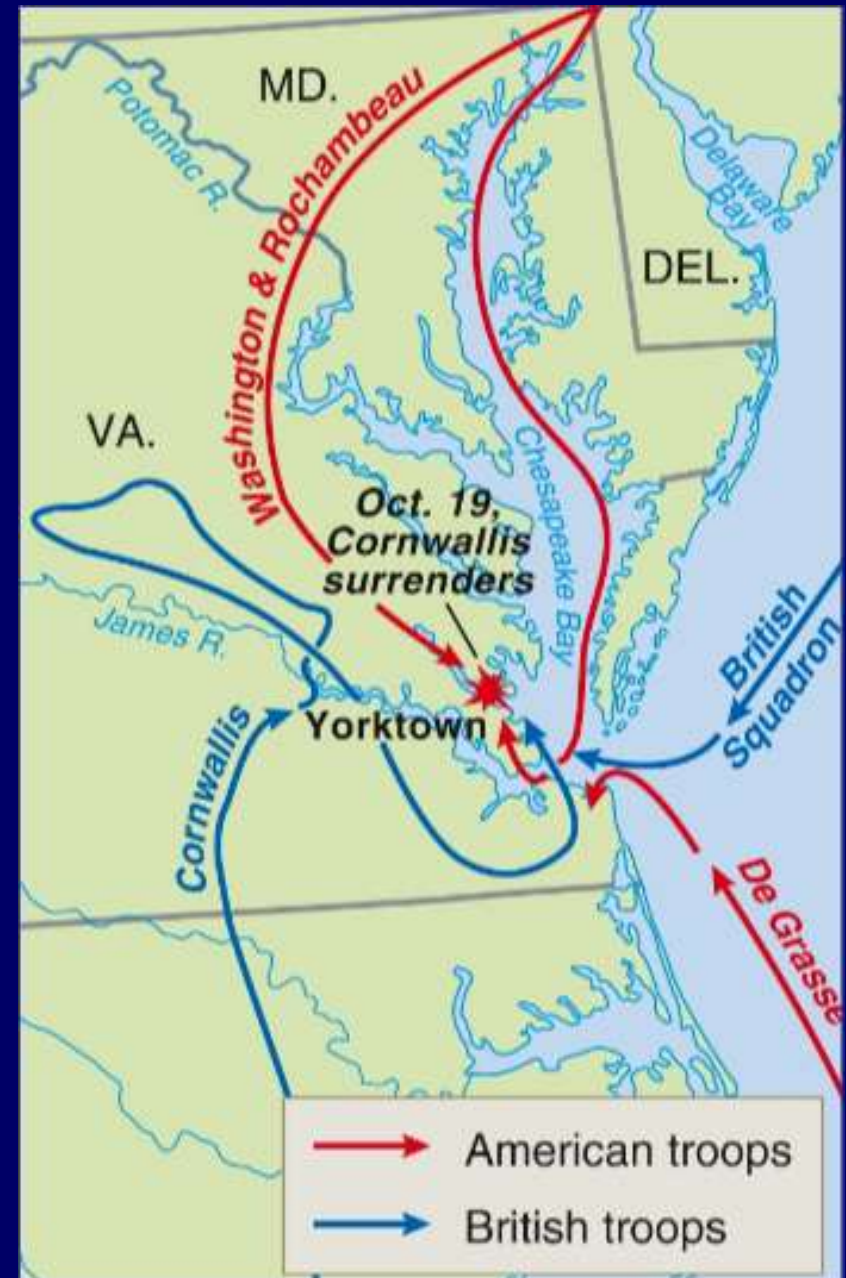 MD.
Potomac R.
Washington & Rochambeau
Delaware
Bay
DEL.
VA.
Chesapeake Bay
Oct. 19,
Cornwallis
surrenders
James R.
British
Squadron
Yorktown
Cornwallis
De Grasse
American troops
British troops